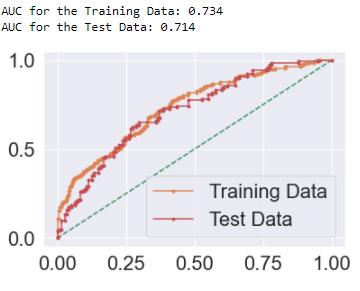 AUC for the Training Data: 0.734
AUC for the Test Data: 0.714
1.0
0.5
0.0
Training Data
Test Data
0.00 0.25 0.50 0.75 1.00